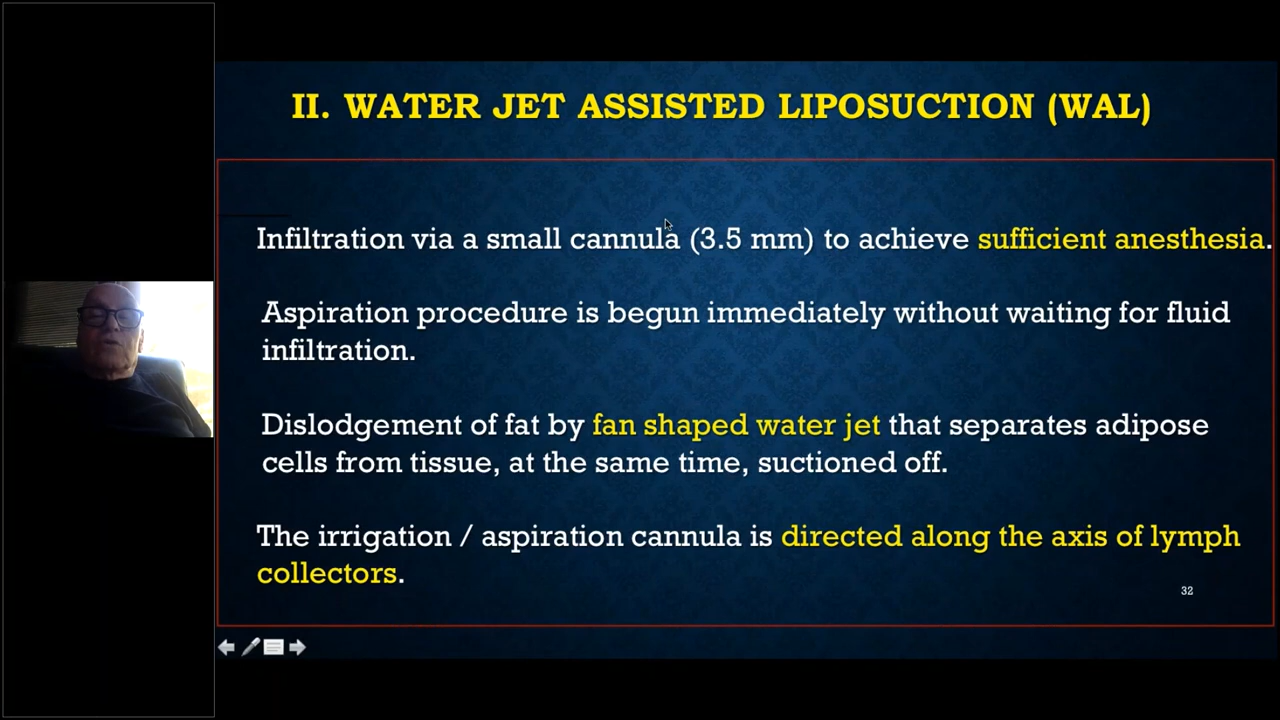 II. WATER JET ASSISTED LIPOSUCTION (WAL)
Infiltration via a small cannula (3.5 mm) to achieve sufficient anesthesia.
Aspiration procedure is begun immediately without waiting for fluid
infiltration.
Dislodgement of fat by fan shaped water jet that separates adipose
cells from tissue, at the same time, suctioned off.
The irrigation / aspiration cannula is directed along the axis of lymph
collectors.
32